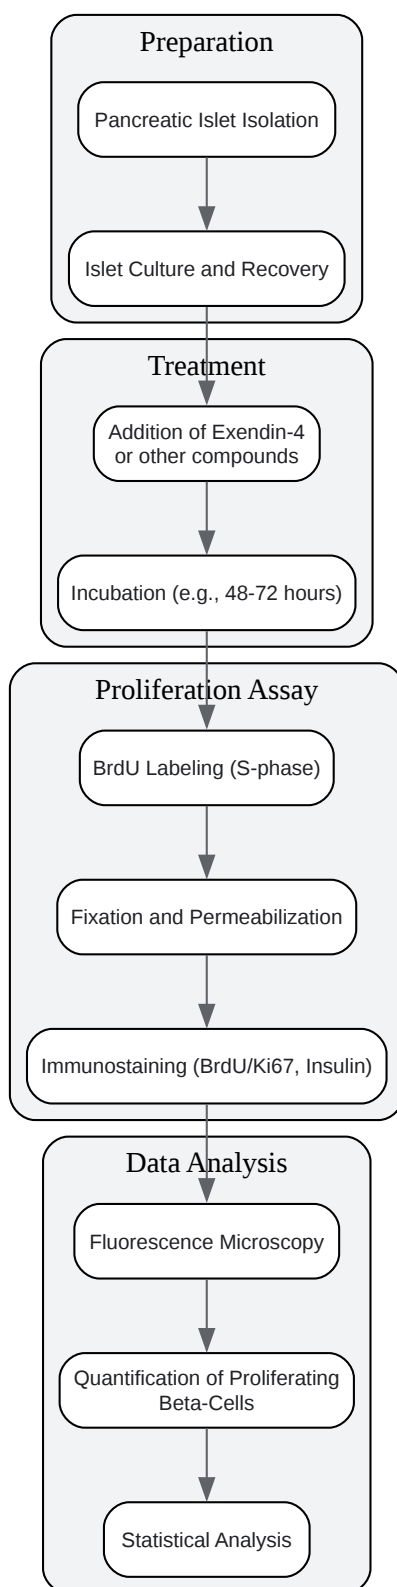 Preparation
Pancreatic Islet Isolation
Islet Culture and Recovery
Treatment
Addition of Exendin-4
or other compounds
Incubation (e.g., 48-72 hours)
Proliferation Assay
BrdU Labeling (S-phase)
Fixation and Permeabilization
Immunostaining (BrdU/Ki67, Insulin)
Data Analysis
Fluorescence Microscopy
Quantification of Proliferating
Beta-Cells
Statistical Analysis